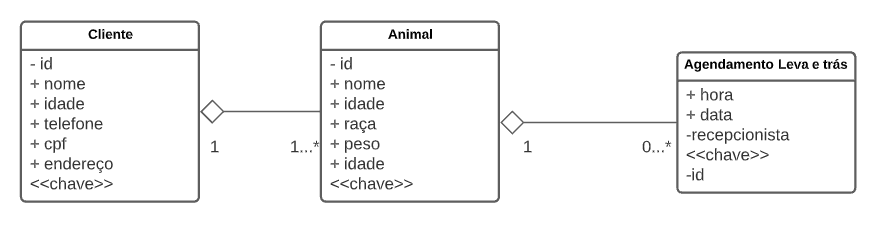 Cliente
- id
+ nome
+ idade
+ telefone
+ cpf
+ endereço
<<chave>>
1
1...*
Animal
- id
+ nome
+ idade
+ raça
+ peso
+ idade
<<chave>>
1
0...*
Agendamento Leva e trás
+ hora
+ data
-recepcionista
<<chave>>
-id